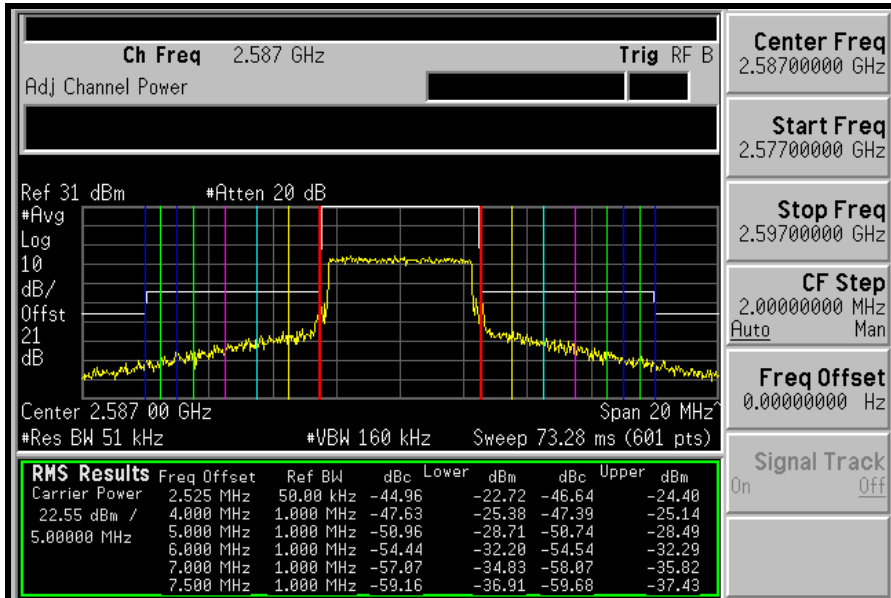 Ch Freq 2.587 GHz Trig RF B
Adj Channel Power
Ref 31 dBm #Atten 20 dB
#Avg
Log
10
dB/
Offst
21
dB
Center 2.587 00 GHz Span 20 MHz^
#Res BW 51 kHz #VBW 160 kHz Sweep 73.28 ms (601 pts)
RMS Results Freq Offset Ref BW dBc Lower dBm dBc Upper dBm
Carrier Power 2.525 MHz 50.00 kHz -44.96 -22.72 -46.64 -24.40
22.55 dBm / 4.000 MHz 1.000 MHz -47.63 -25.38 -47.39 -25.14
5.00000 MHz 5.000 MHz 1.000 MHz -50.96 -28.71 -50.74 -28.49
6.000 MHz 1.000 MHz -54.44 -32.20 -54.54 -32.29
7.000 MHz 1.000 MHz -57.07 -34.83 -58.07 -35.82
7.500 MHz 1.000 MHz -59.16 -36.91 -59.68 -37.43
Center Freq
2.58700000 GHz
Start Freq
2.57700000 GHz
Stop Freq
2.59700000 GHz
CF Step
2.00000000 MHz
Auto Man
Freq Offset
0.00000000 Hz
Signal Track
On Off